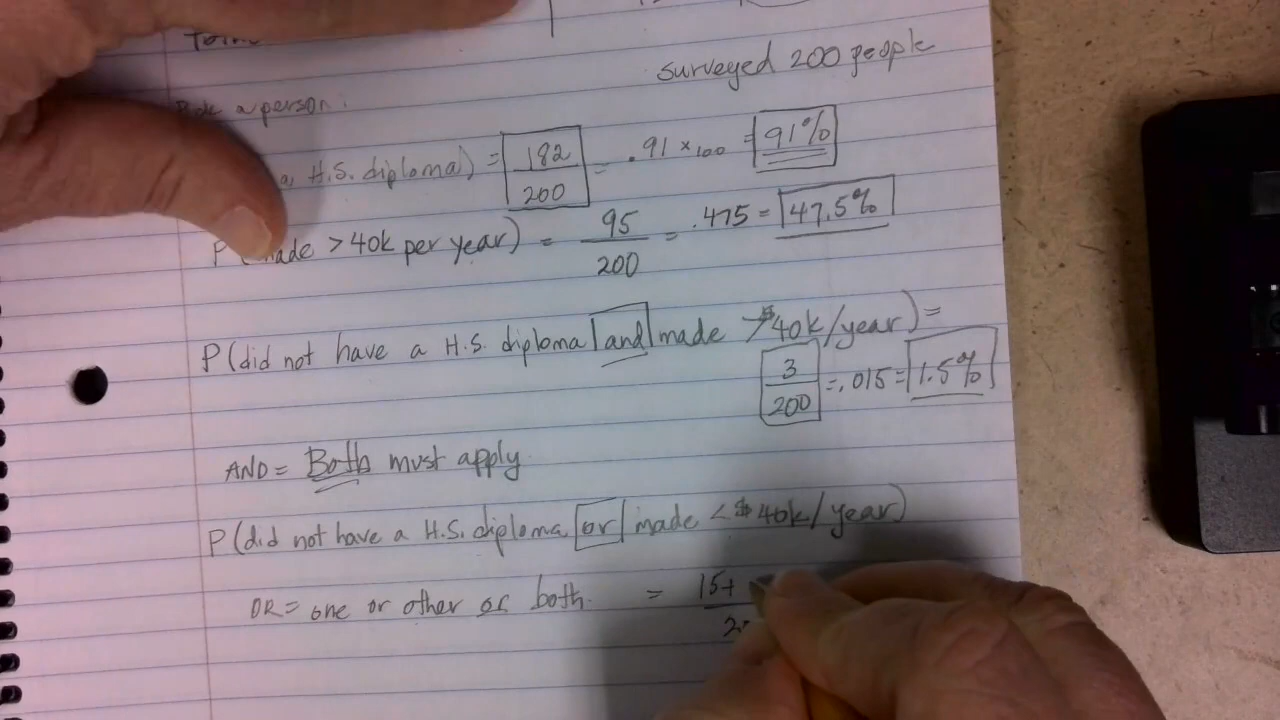 surveyed 200 people
a person:
a H.S. diploma) = 182/200 = .91 × 100 = 91%
P(made > 40k per year) = 95/200 = .475 = 47.5%
P(did not have a H.S. diploma and made > $40k/year) =
3/200 = .015 = 1.5%
AND = Both must apply
P(did not have a H.S. diploma or made < $40k/year)
OR = one or other or both. = 15+